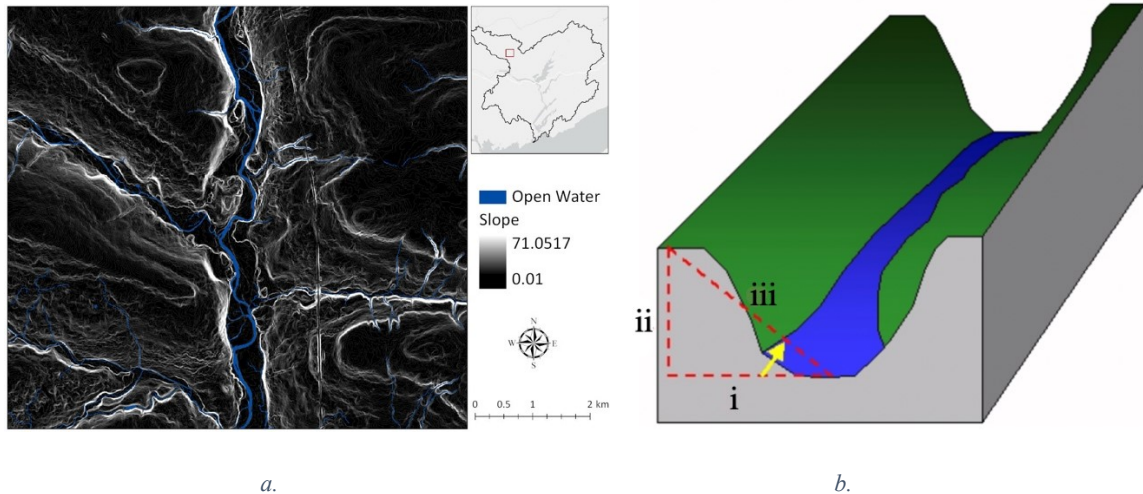 Open Water
Slope
71.0517
0.01
N
W E
S
0 0.5 1 2 km
iii
ii
i
a. b.